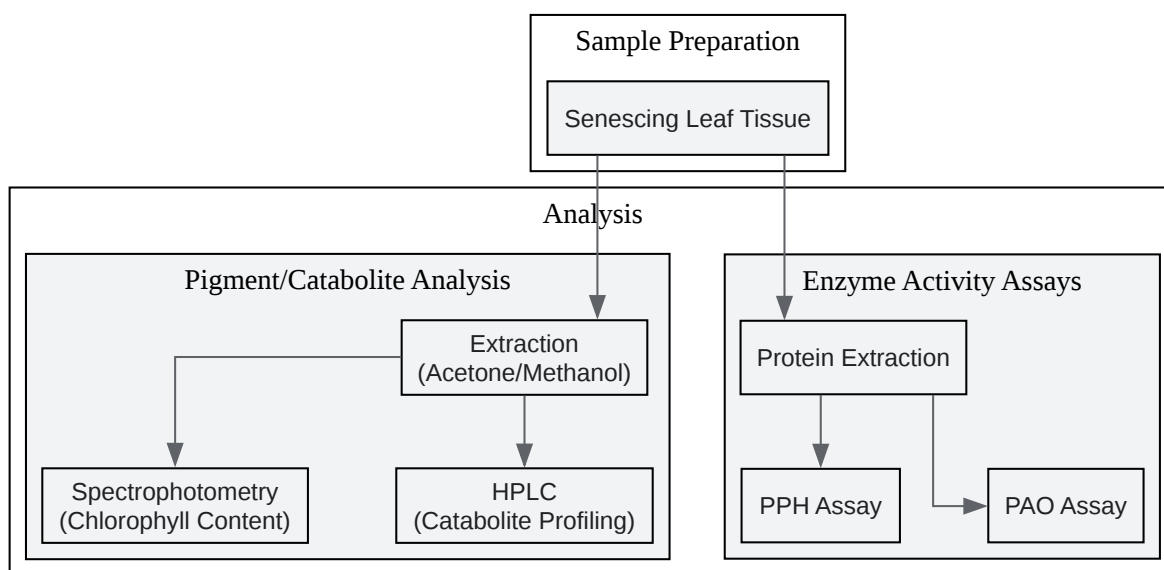 Sample Preparation
Senescing Leaf Tissue
Analysis
Pigment/Catabolite Analysis
Extraction
(Acetone/Methanol)
Spectrophotometry
(Chlorophyll Content)
HPLC
(Catabolite Profiling)
Enzyme Activity Assays
Protein Extraction
PPH Assay
PAO Assay